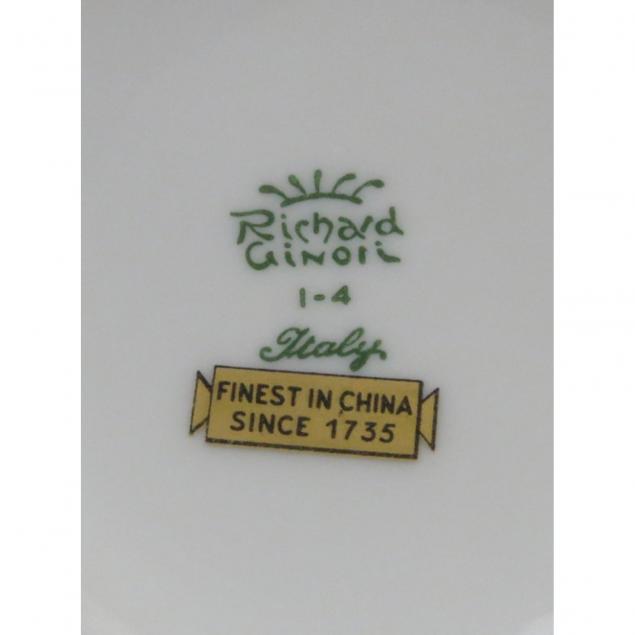 Richard
Ginori
1-4
Italy
FINEST IN CHINA
SINCE 1735